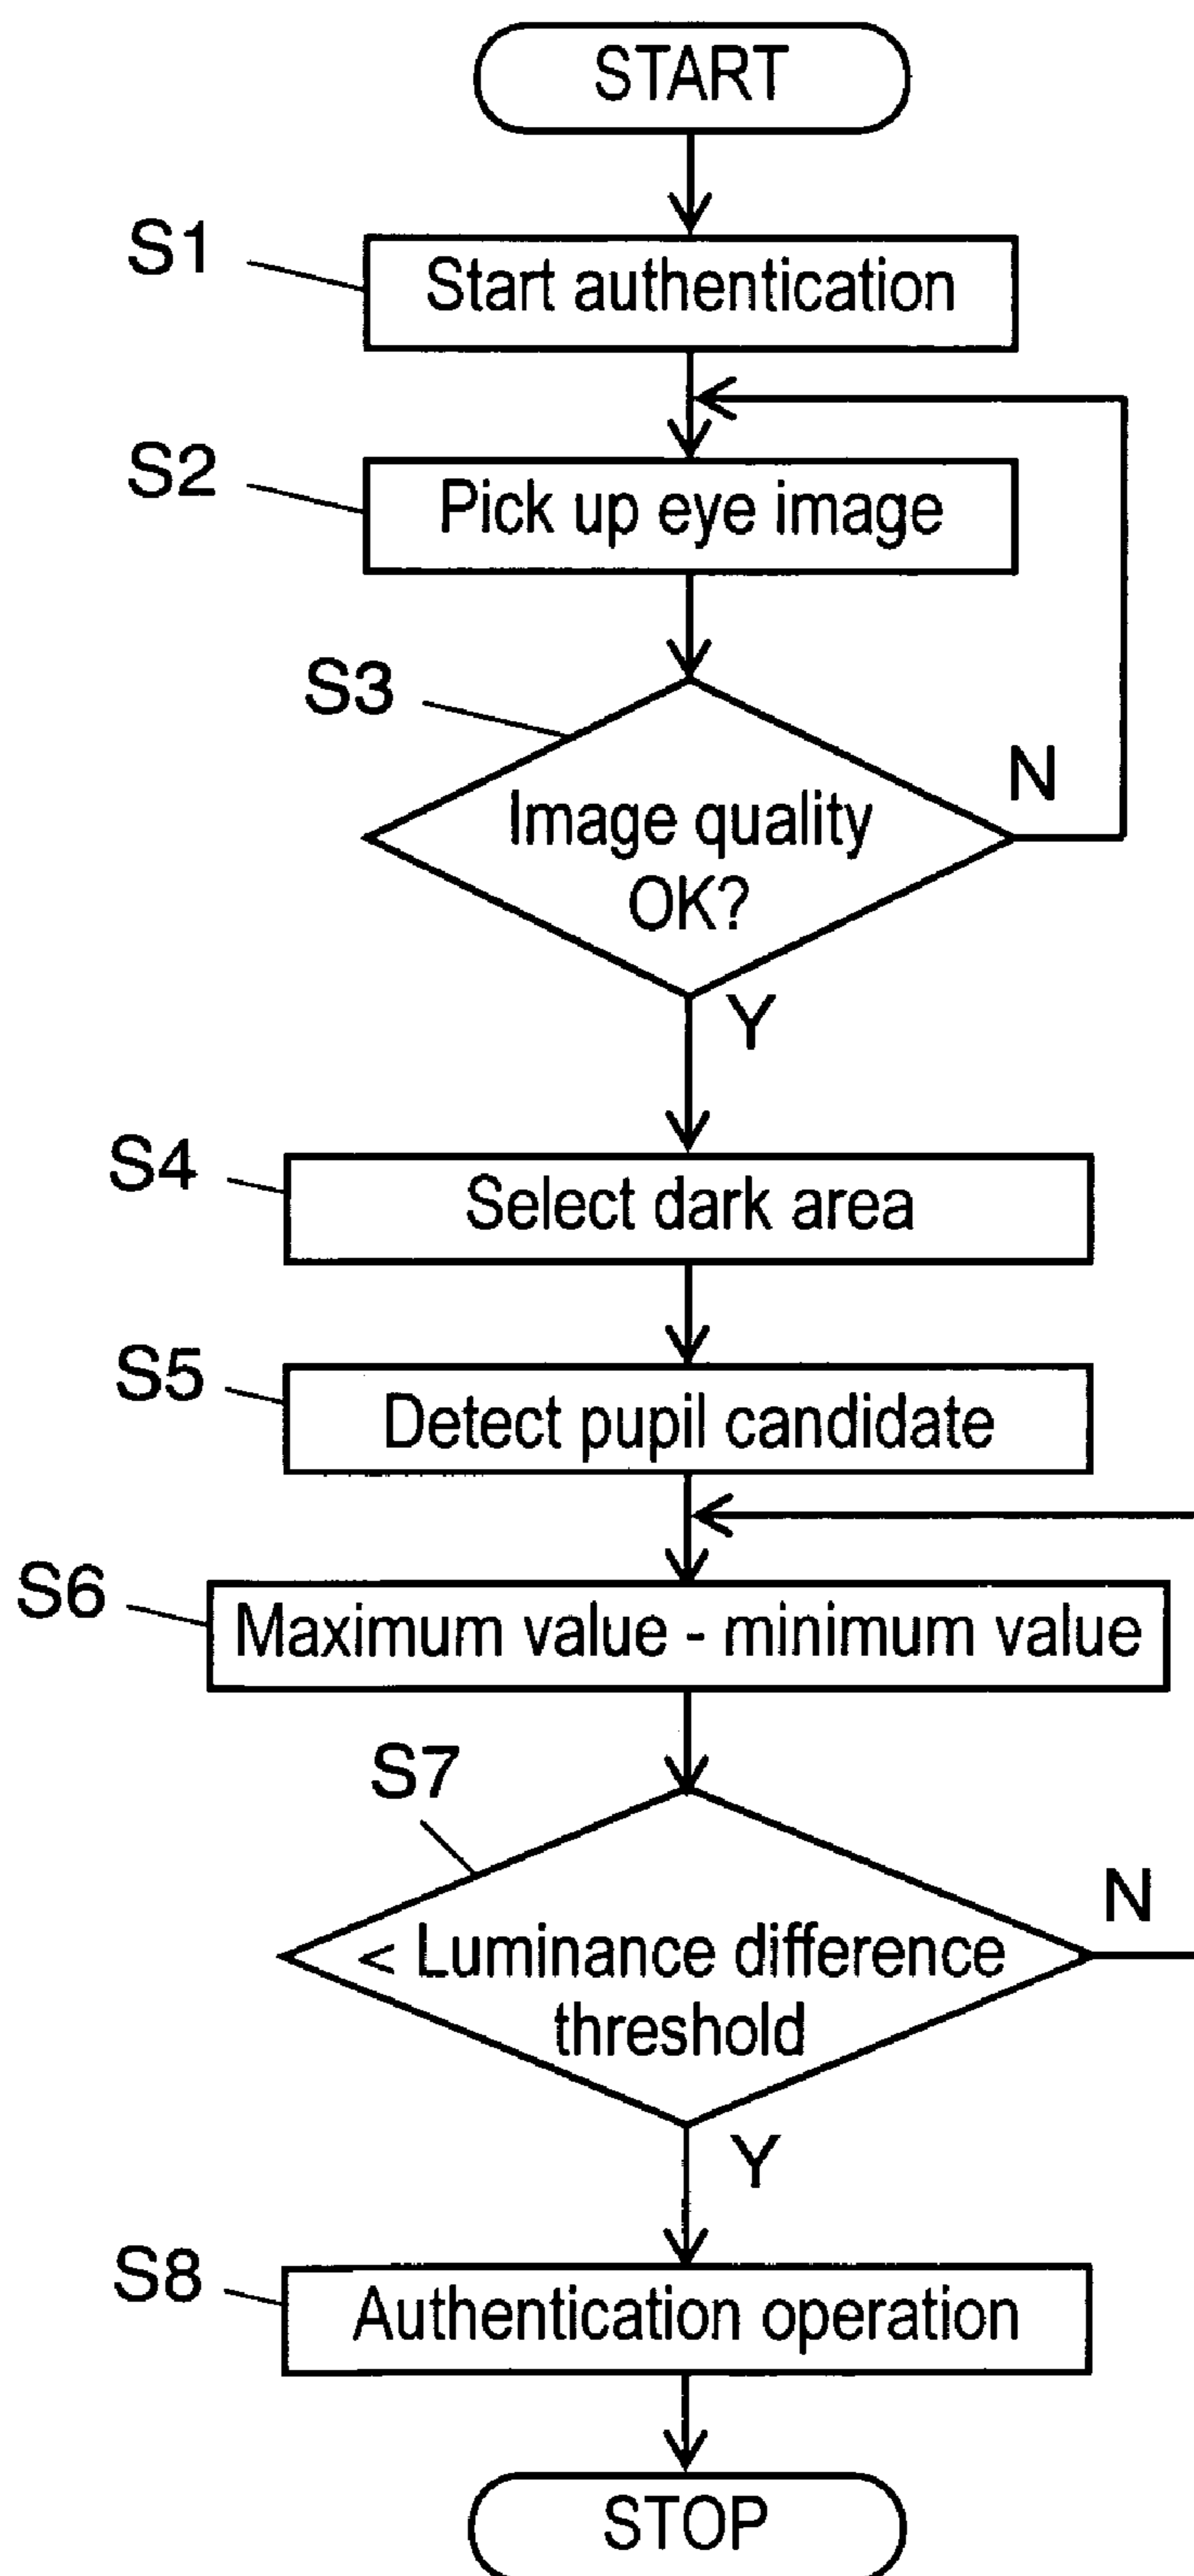 START
S1
Start authentication
S2
Pick up eye image
S3
Image quality
OK?
N
Y
S4
Select dark area
S5
Detect pupil candidate
S6
Maximum value - minimum value
S7
< Luminance difference
threshold
N
Y
S8
Authentication operation
STOP